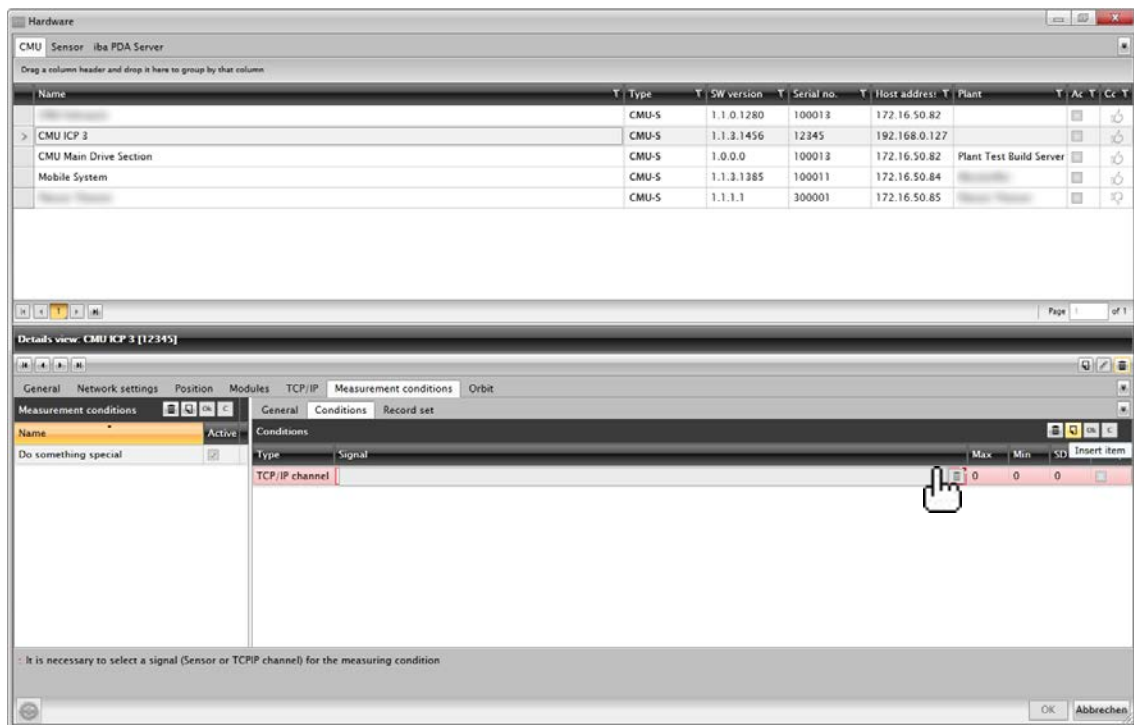 Hardware
CMU Sensor iba PDA Server
Drag a column header and drop it here to group by that column
Name Type SW version Serial no. Host address: Plant Ac Cc
CMU-S 1.1.0.1280 100013 172.16.50.82
CMU ICP 3 CMU-S 1.1.3.1456 12345 192.168.0.127
CMU Main Drive Section CMU-S 1.0.0.0 100013 172.16.50.82 Plant Test Build Server
Mobile System CMU-S 1.1.3.1385 100011 172.16.50.84
CMU-S 1.1.1.1 300001 172.16.50.85
1 Page 1 of 1
Details view: CMU ICP 3 [12345]
General Network settings Position Modules TCP/IP Measurement conditions Orbit
Measurement conditions Ok C General Conditions Record set
Name Active Conditions Ok C
Do something special Type Signal Max Min SD Insert item
TCP/IP channel 0 0 0
: It is necessary to select a signal (Sensor or TCPIP channel) for the measuring condition
OK Abbrechen